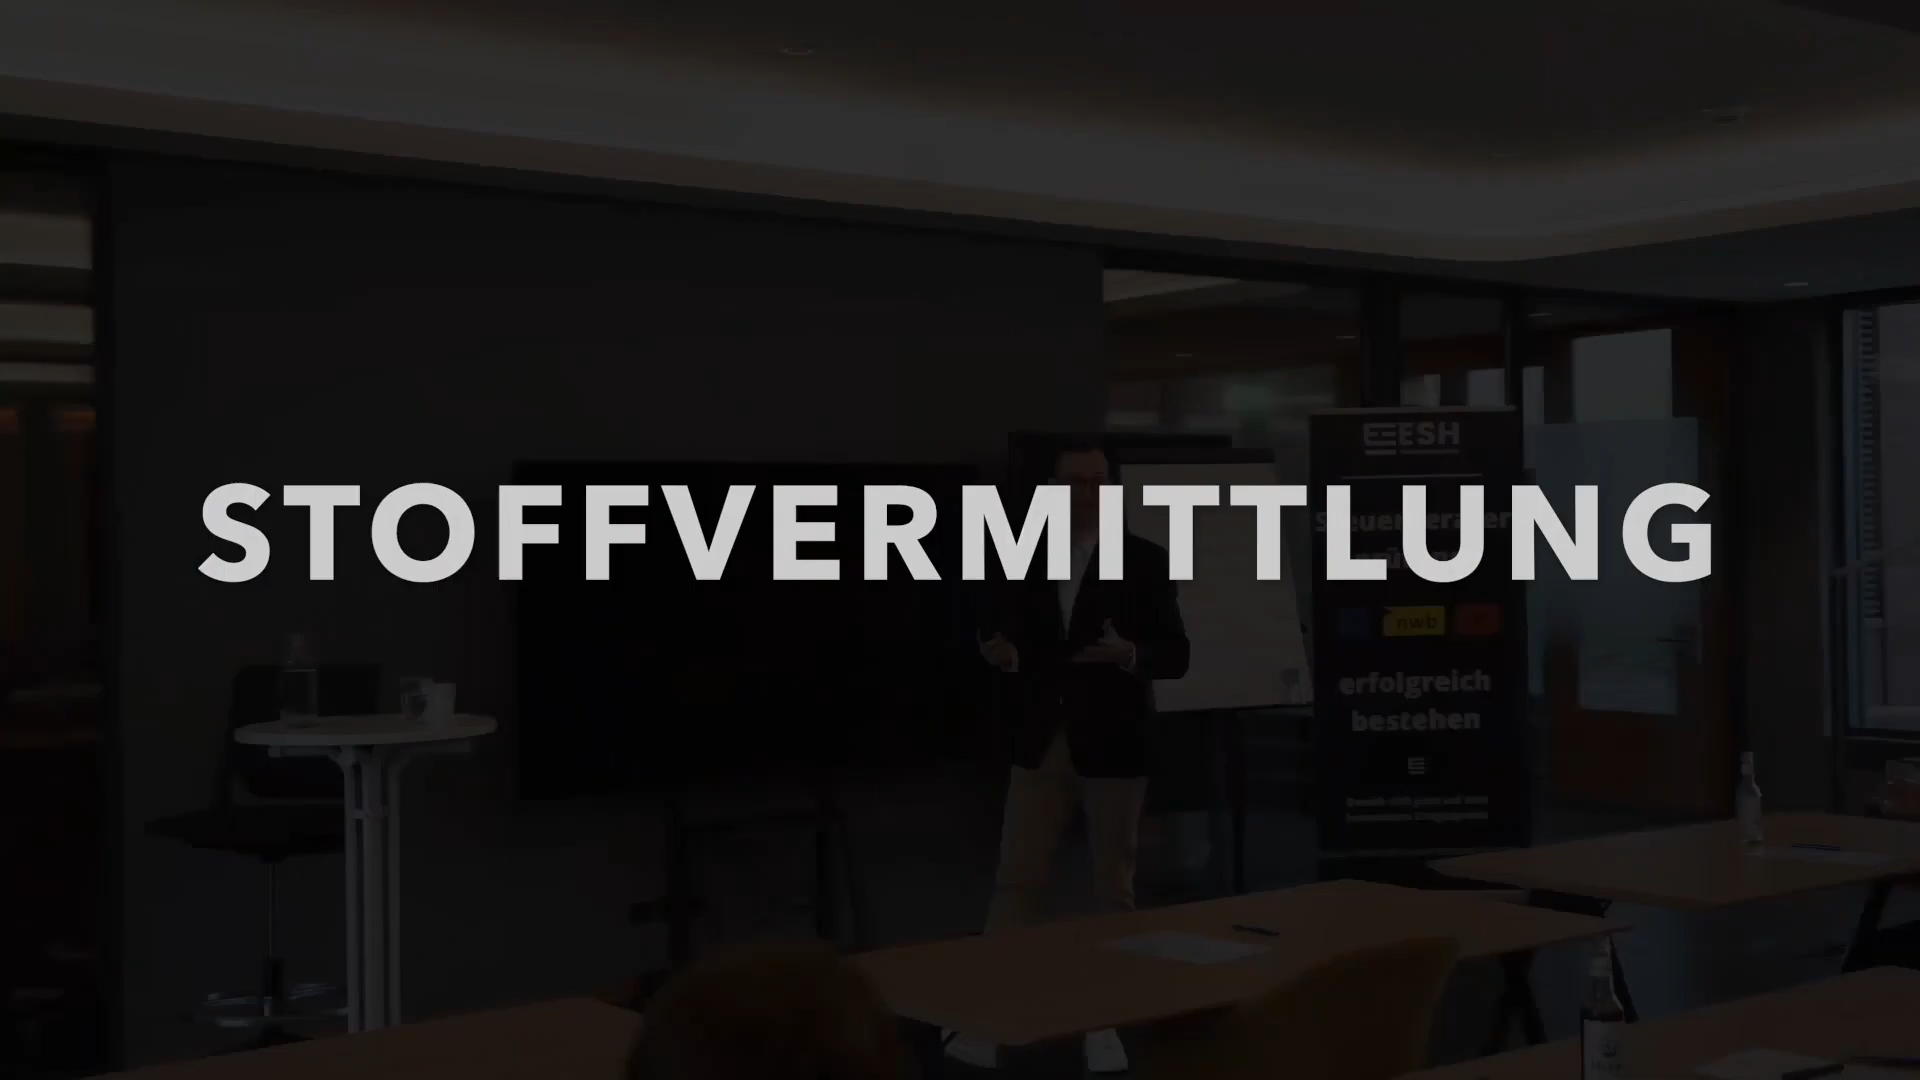 ESH
STOFFVERMITTLUNG
nwb
erfolgreich
bestehen